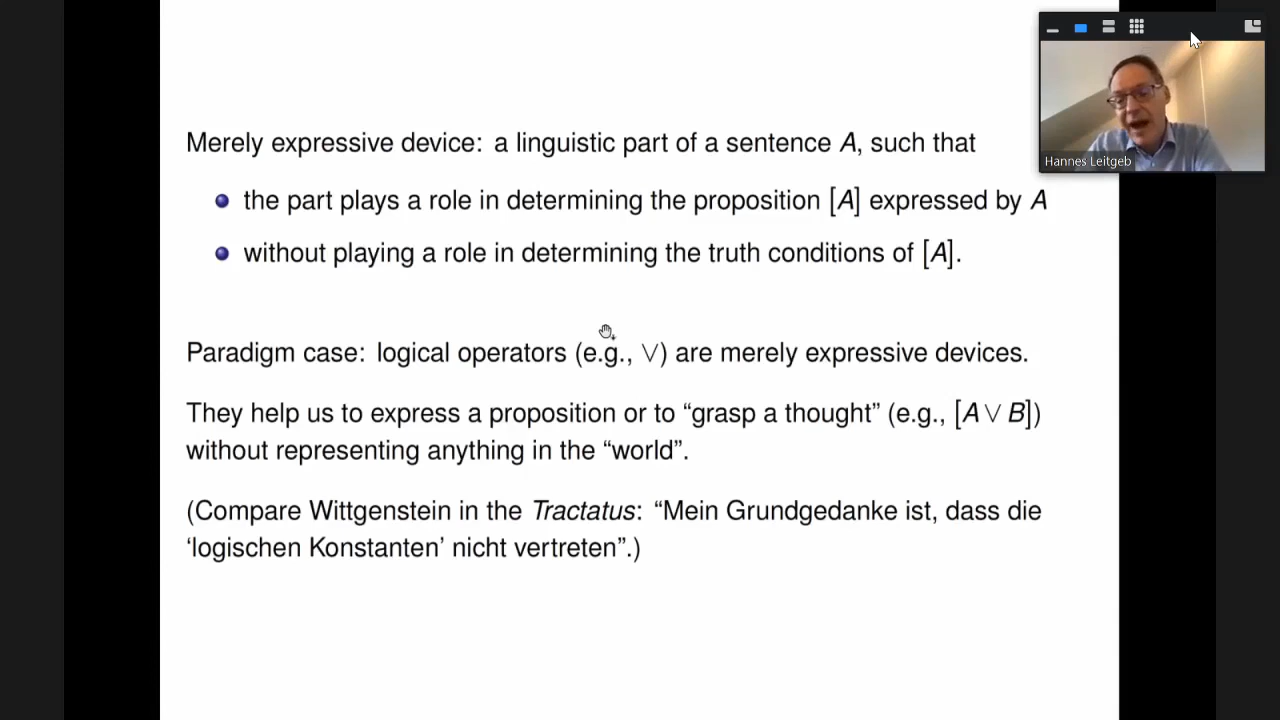 Merely expressive device: a linguistic part of a sentence A, such that
the part plays a role in determining the proposition [A] expressed by A
without playing a role in determining the truth conditions of [A].
Paradigm case: logical operators (e.g., ∨) are merely expressive devices.
They help us to express a proposition or to “grasp a thought” (e.g., [A ∨ B])
without representing anything in the “world”.
(Compare Wittgenstein in the Tractatus: “Mein Grundgedanke ist, dass die
‘logischen Konstanten’ nicht vertreten”.)
Hannes Leitgeb